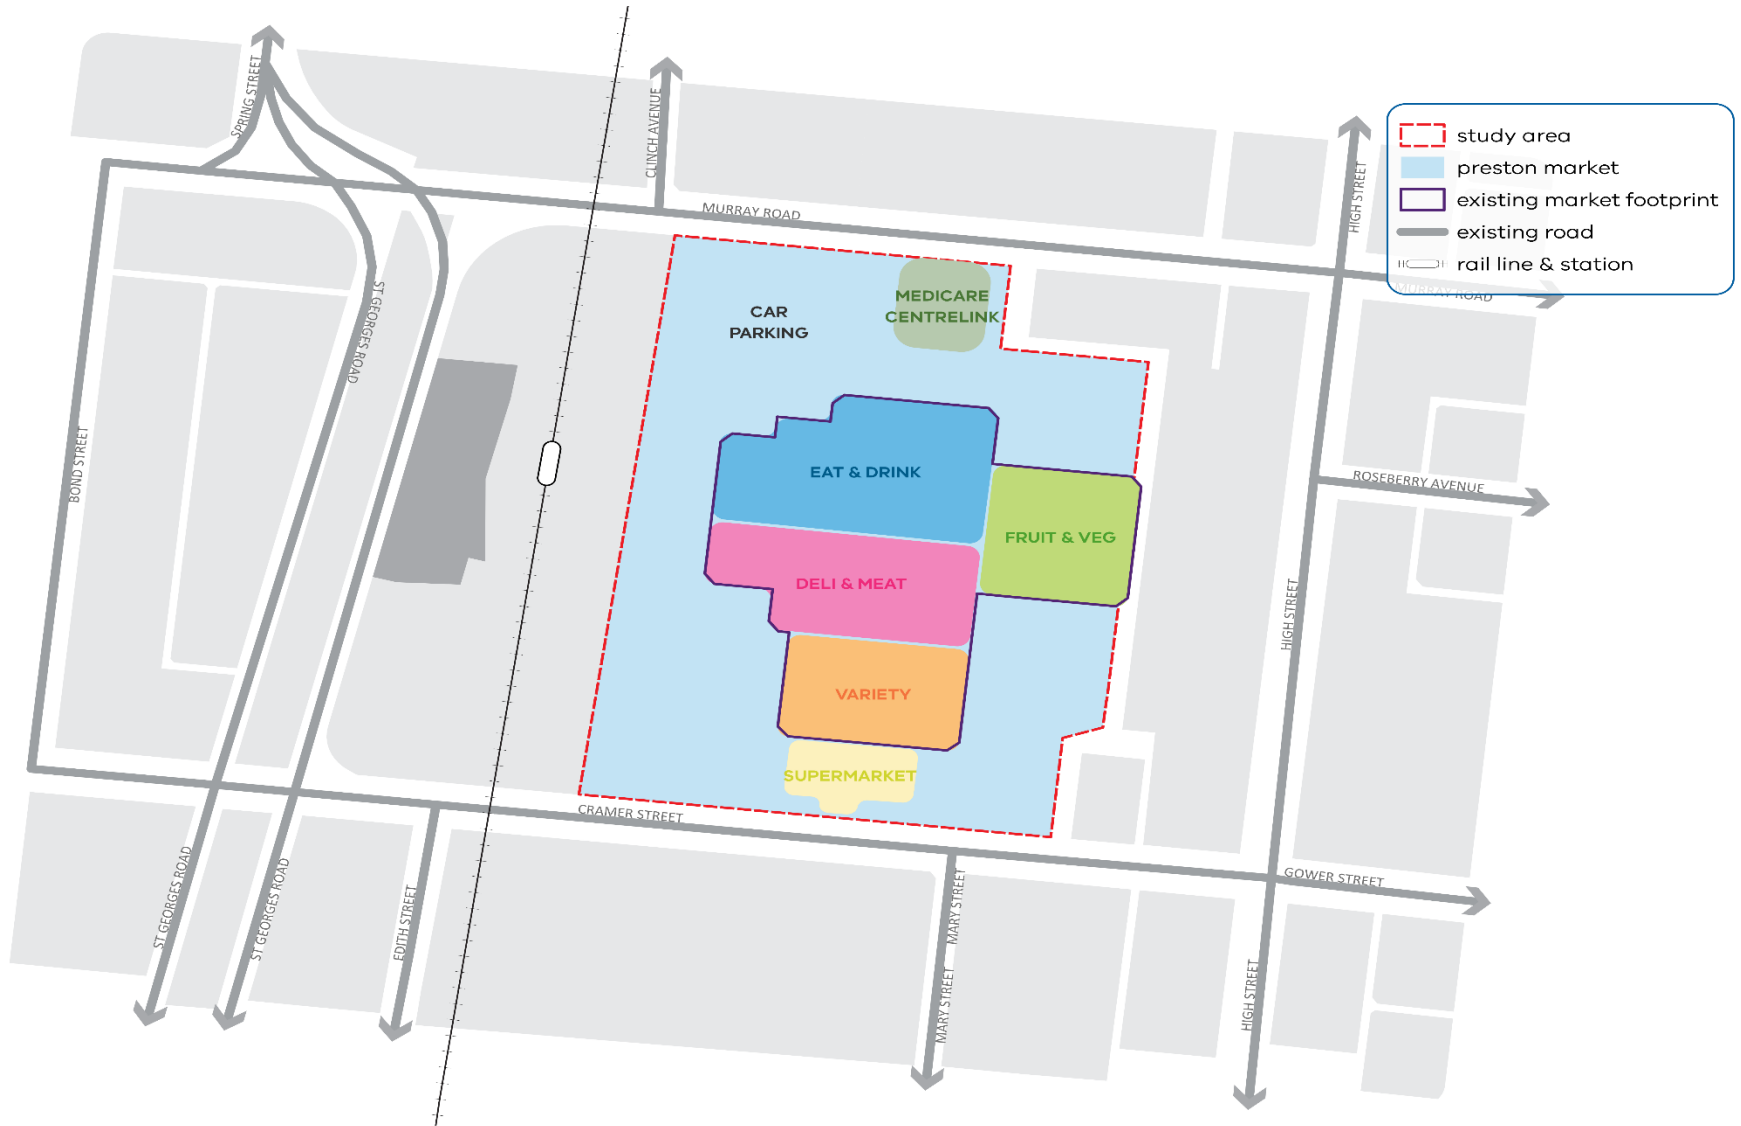 SPRING STREET
CLINCH AVENUE
MURRAY ROAD
HIGH STREET
study area
preston market
existing market footprint
existing road
rail line & station
MURRAY ROAD
ST GEORGES ROAD
BOND STREET
CAR
PARKING
MEDICARE
CENTRELINK
EAT & DRINK
FRUIT & VEG
DELI & MEAT
VARIETY
SUPERMARKET
ROSEBERRY AVENUE
HIGH STREET
CRAMER STREET
GOWER STREET
ST GEORGES ROAD
ST GEORGES ROAD
EDITH STREET
MARY STREET
MARY STREET
HIGH STREET